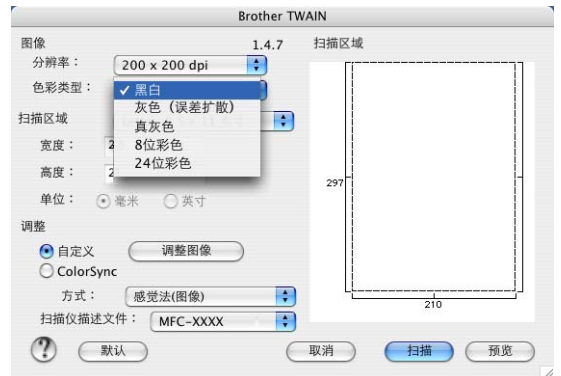 Brother TWAIN
图像
1.4.7
分辨率：
200 x 200 dpi
色彩类型：
✓ 黑白
灰色（误差扩散）
真灰色
8位彩色
24位彩色
扫描区域
宽度：
高度：
单位：
毫米
英寸
调整
自定义
调整图像
ColorSync
方式：
感觉法(图像)
扫描仪描述文件：
MFC-XXXX
?
默认
扫描区域
297
210
取消
扫描
预览